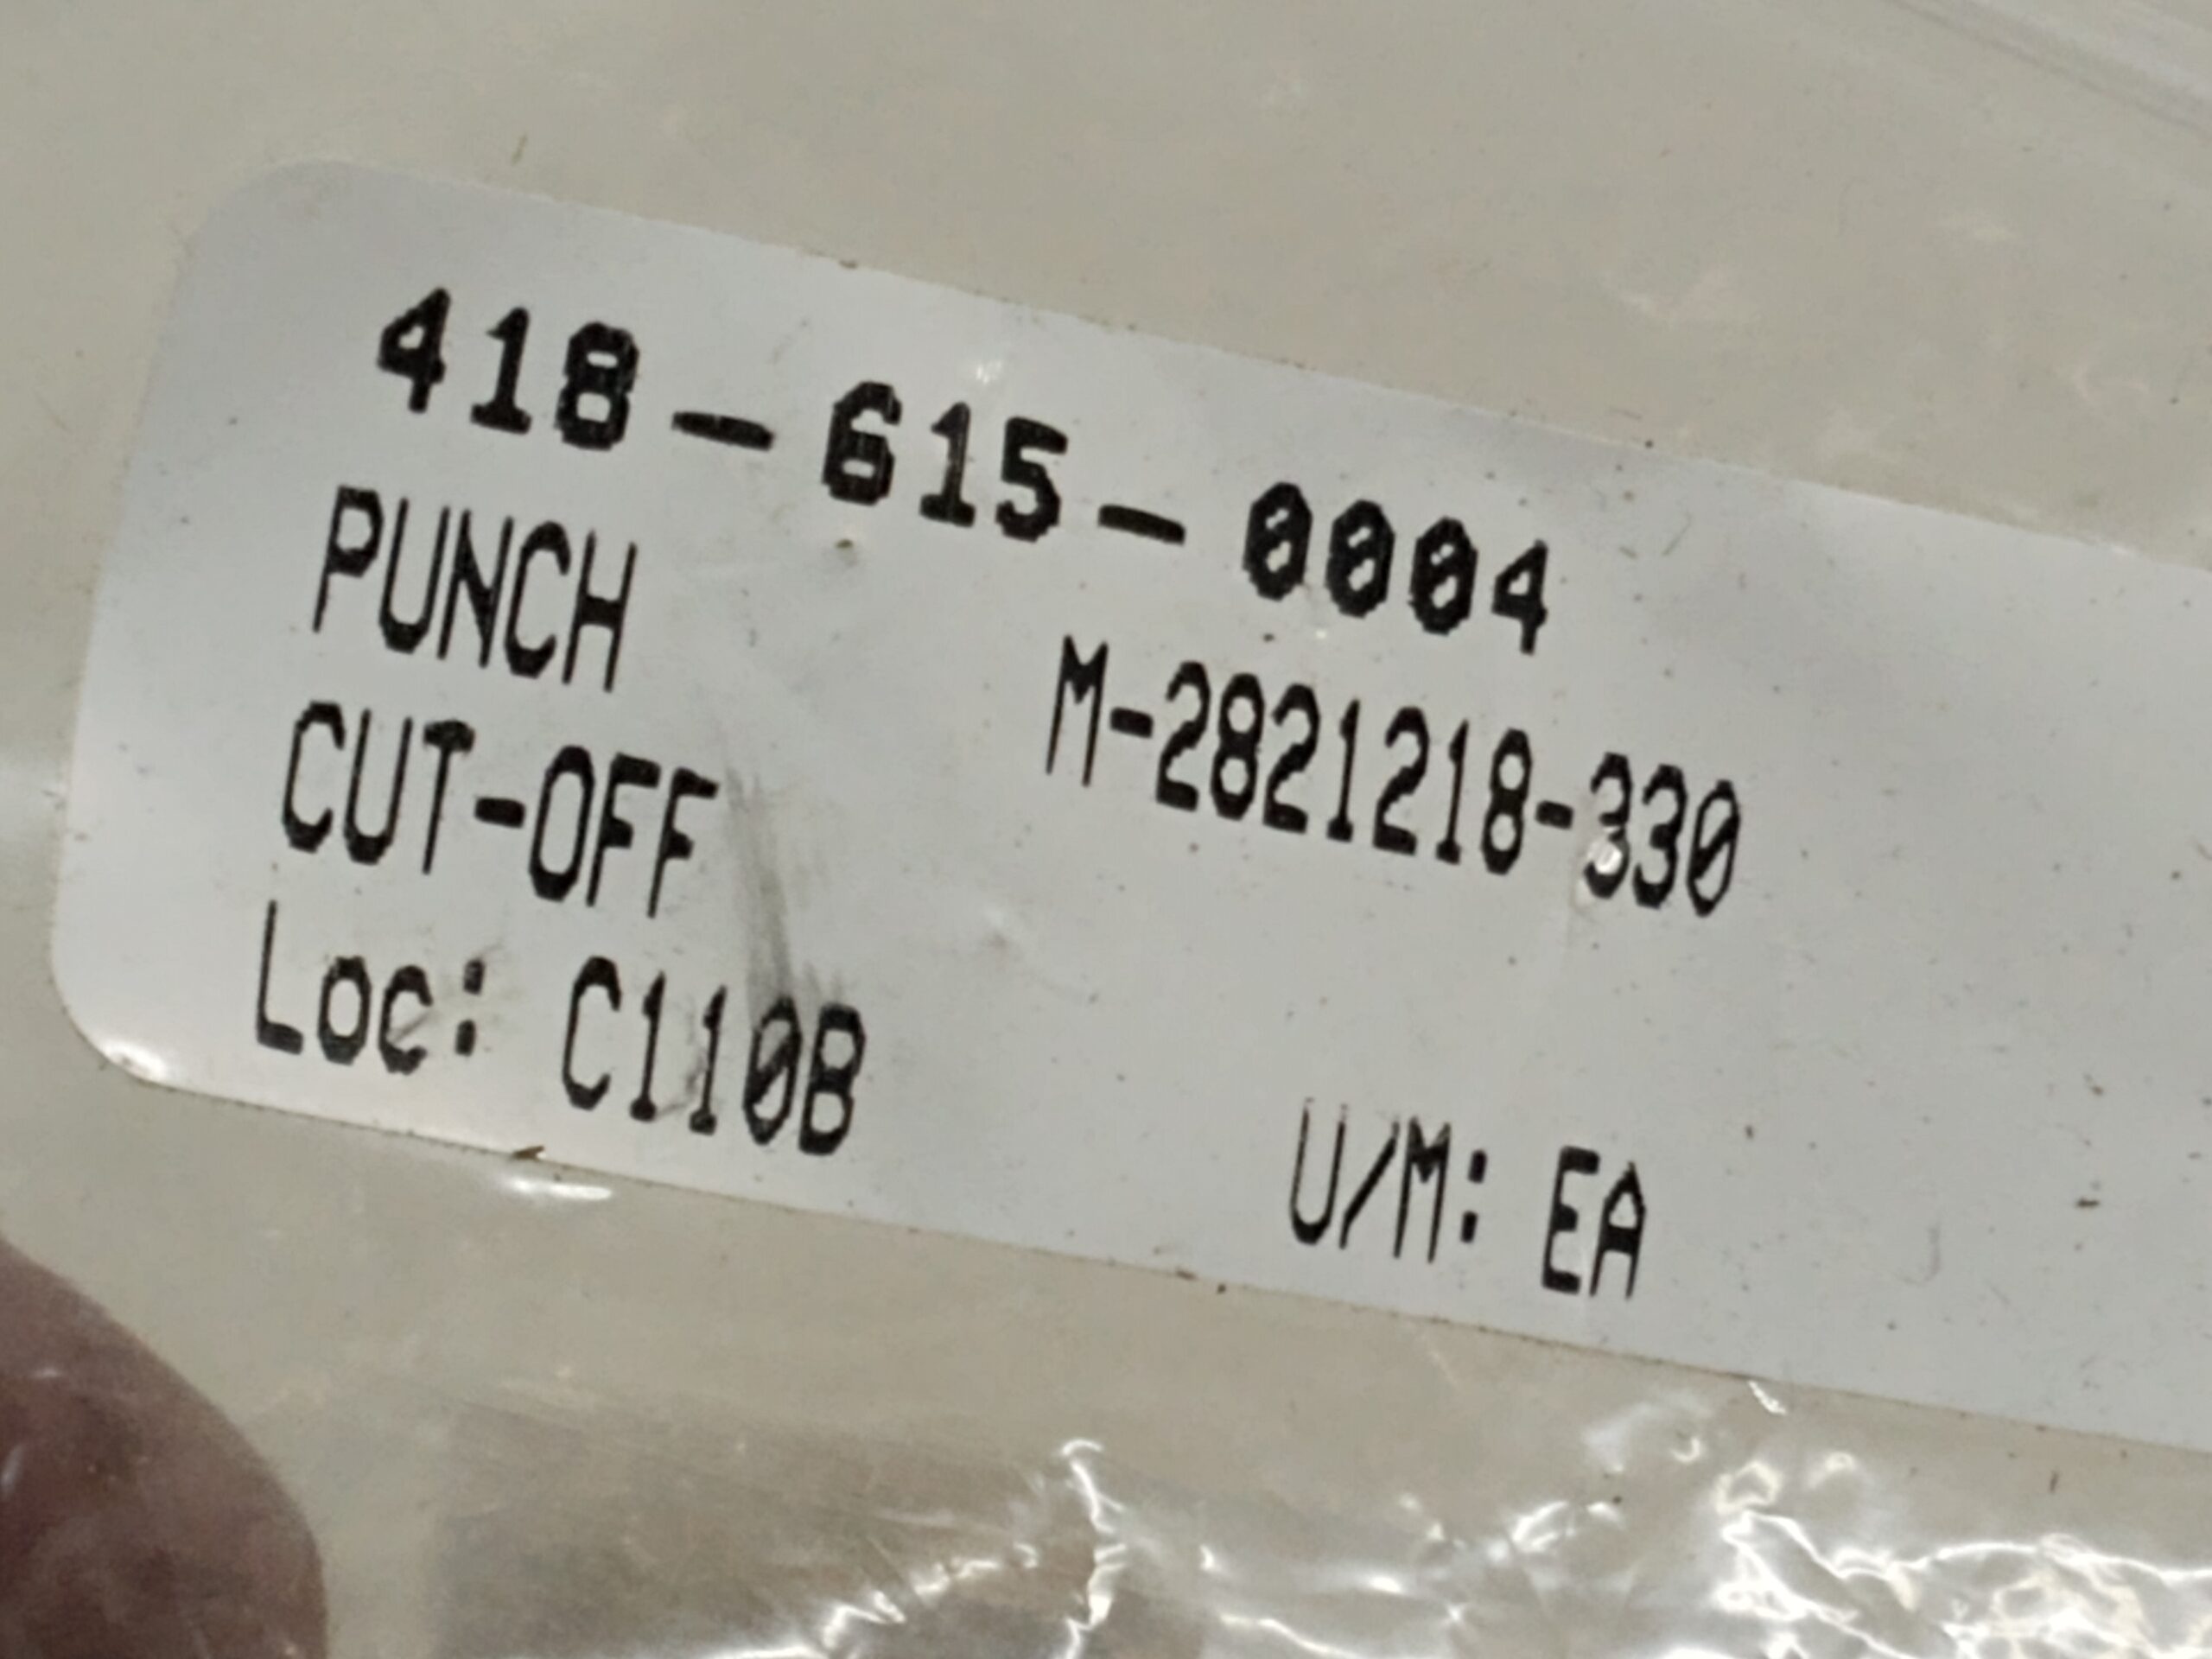 418-615-0004
PUNCH
M-2821218-330
CUT-OFF
Loc: C110B
U/M: EA